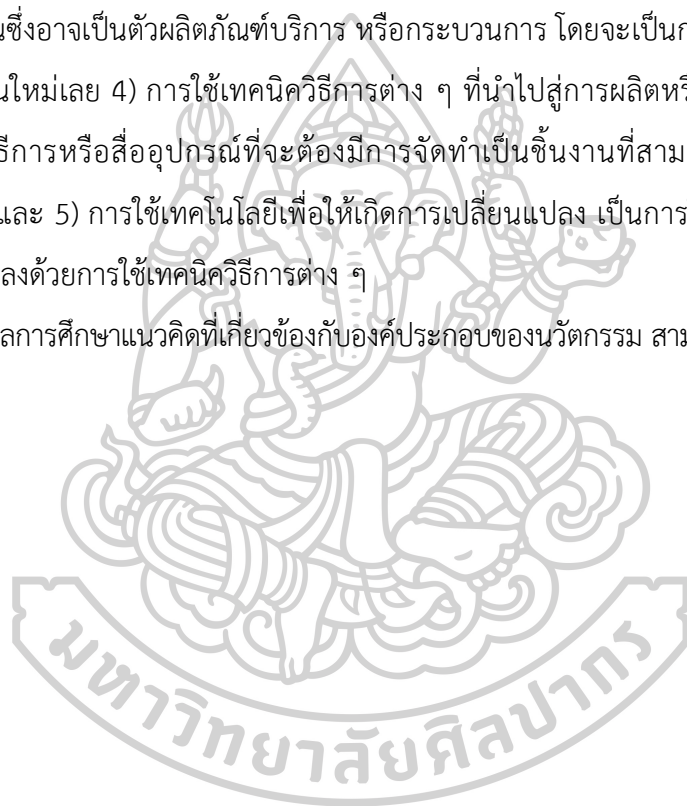 นซึ่งอาจเป็นตัวผลิตภัณฑ์บริการ หรือกระบวนการ โดยจะเป็นก
นใหม่เลย 4) การใช้เทคนิควิธีการต่าง ๆ ที่นำไปสู่การผลิตหรื
ธีการหรือสื่ออุปกรณ์ที่จะต้องมีการจัดทำเป็นชิ้นงานที่สาม
และ 5) การใช้เทคโนโลยีเพื่อให้เกิดการเปลี่ยนแปลง เป็นการ
ลงด้วยการใช้เทคนิควิธีการต่าง ๆ
ลการศึกษาแนวคิดที่เกี่ยวข้องกับองค์ประกอบของนวัตกรรม สาม
มหาวิทยาลัยศิลปากร